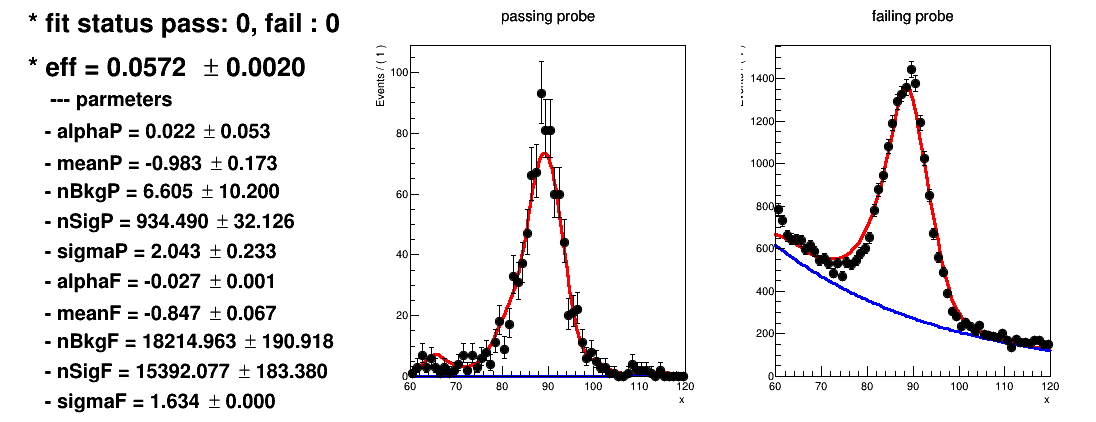 * fit status pass: 0, fail : 0
* eff = 0.0572 ± 0.0020
--- parmeters
- alphaP = 0.022 ± 0.053
- meanP = -0.983 ± 0.173
- nBkgP = 6.605 ± 10.200
- nSigP = 934.490 ± 32.126
- sigmaP = 2.043 ± 0.233
- alphaF = -0.027 ± 0.001
- meanF = -0.847 ± 0.067
- nBkgF = 18214.963 ± 190.918
- nSigF = 15392.077 ± 183.380
- sigmaF = 1.634 ± 0.000
passing probe
Events / ( 1 )
100
80
60
40
20
0
60 70 80 90 100 110 120
x
failing probe
1400
1200
1000
800
600
400
200
0
60 70 80 90 100 110 120
x